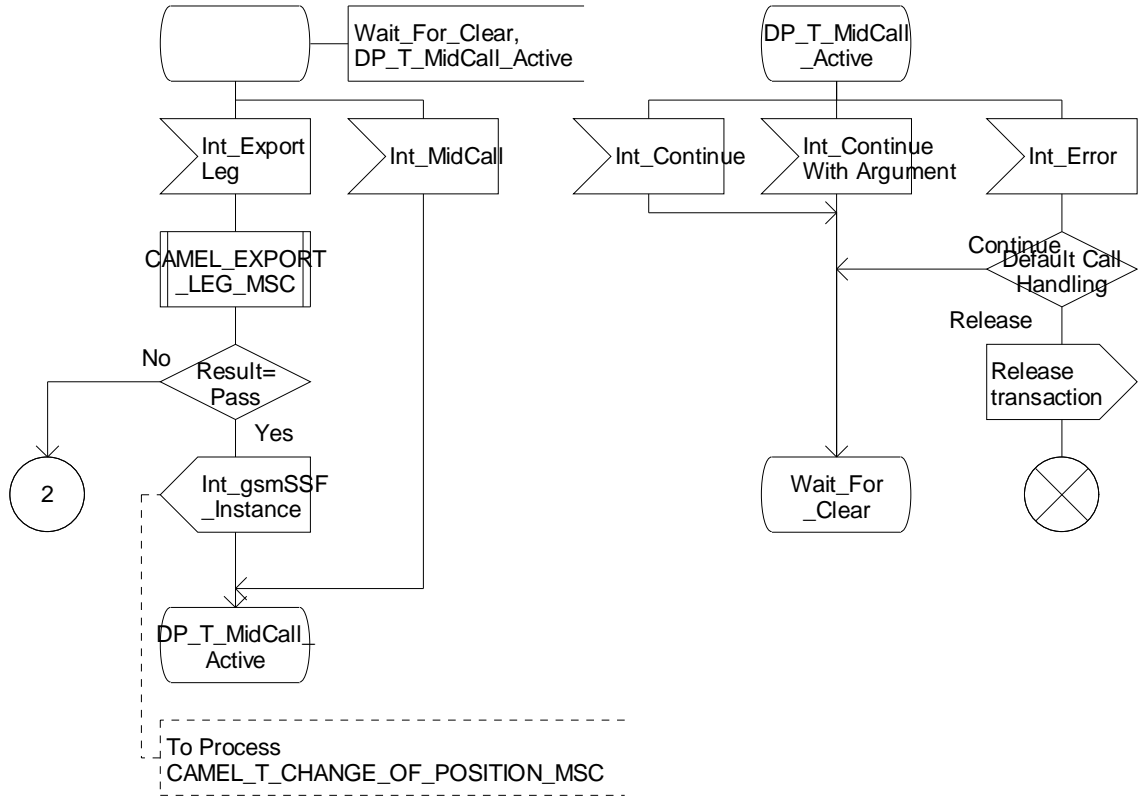 Wait_For_Clear,
DP_T_MidCall_Active
Int_Export
Leg
Int_MidCall
CAMEL_EXPORT
_LEG_MSC
No
Result=
Pass
Yes
2
Int_gsmSSF
_Instance
DP_T_MidCall_
Active
To Process
CAMEL_T_CHANGE_OF_POSITION_MSC
DP_T_MidCall
_Active
Int_Continue
Int_Continue
With Argument
Int_Error
Continue
Default Call
Handling
Release
Release
transaction
Wait_For
_Clear